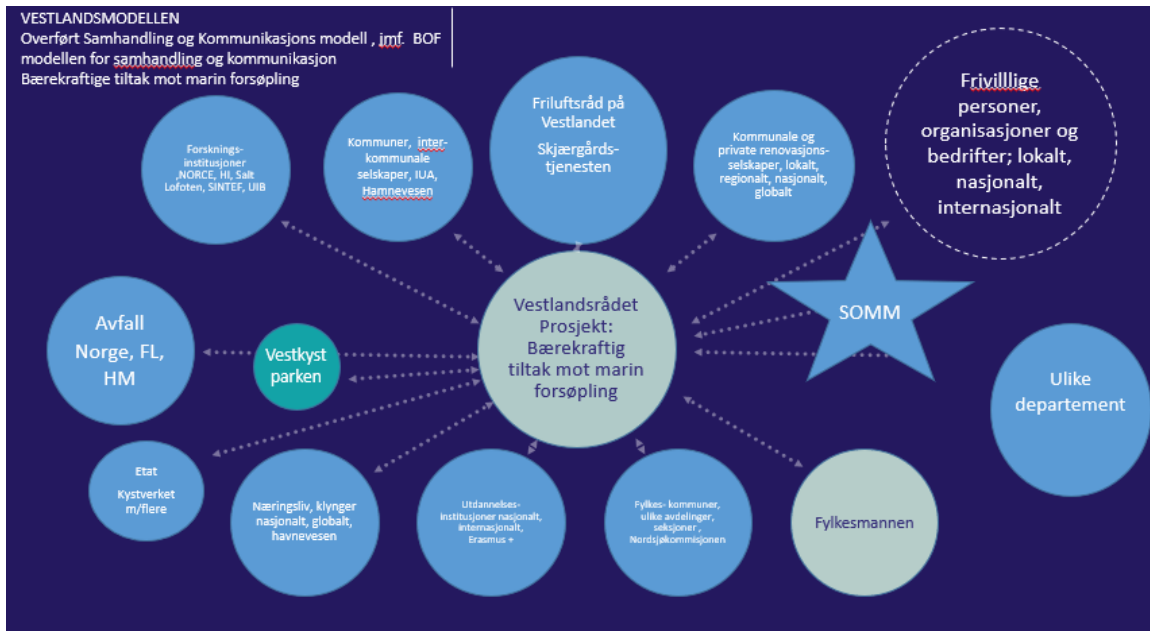 VESTLANDSMODELLEN
Overført Samhandling og Kommunikasjons modell , jmf. BOF
modellen for samhandling og kommunikasjon
Bærekraftige tiltak mot marin forsøpling
Forsknings-
institusjoner
,NORCE, HI, Salt
Lofoten, SINTEF, UIB
Kommuner, inter-
kommunale
selskaper, IUA,
Hamnevesen
Friluftsråd på
Vestlandet
Skjærgårds-
tjenesten
Kommunale og
private renovasjons-
selskaper, lokalt,
regionalt, nasjonalt,
globalt
Frivilllige
personer,
organisasjoner og
bedrifter; lokalt,
nasjonalt,
internasjonalt
Avfall
Norge, FL,
HM
Vestkyst
parken
Vestlandsrådet
Prosjekt:
Bærekraftig
tiltak mot marin
forsøpling
SOMM
Ulike
departement
Etat
Kystverket
m/flere
Næringsliv, klynger
nasjonalt, globalt,
havnevesen
Utdannelses-
institusjoner nasjonalt,
internasjonalt,
Erasmus +
Fylkes- kommuner,
ulike avdelinger,
seksjoner ,
Nordsjøkommisjonen
Fylkesmannen